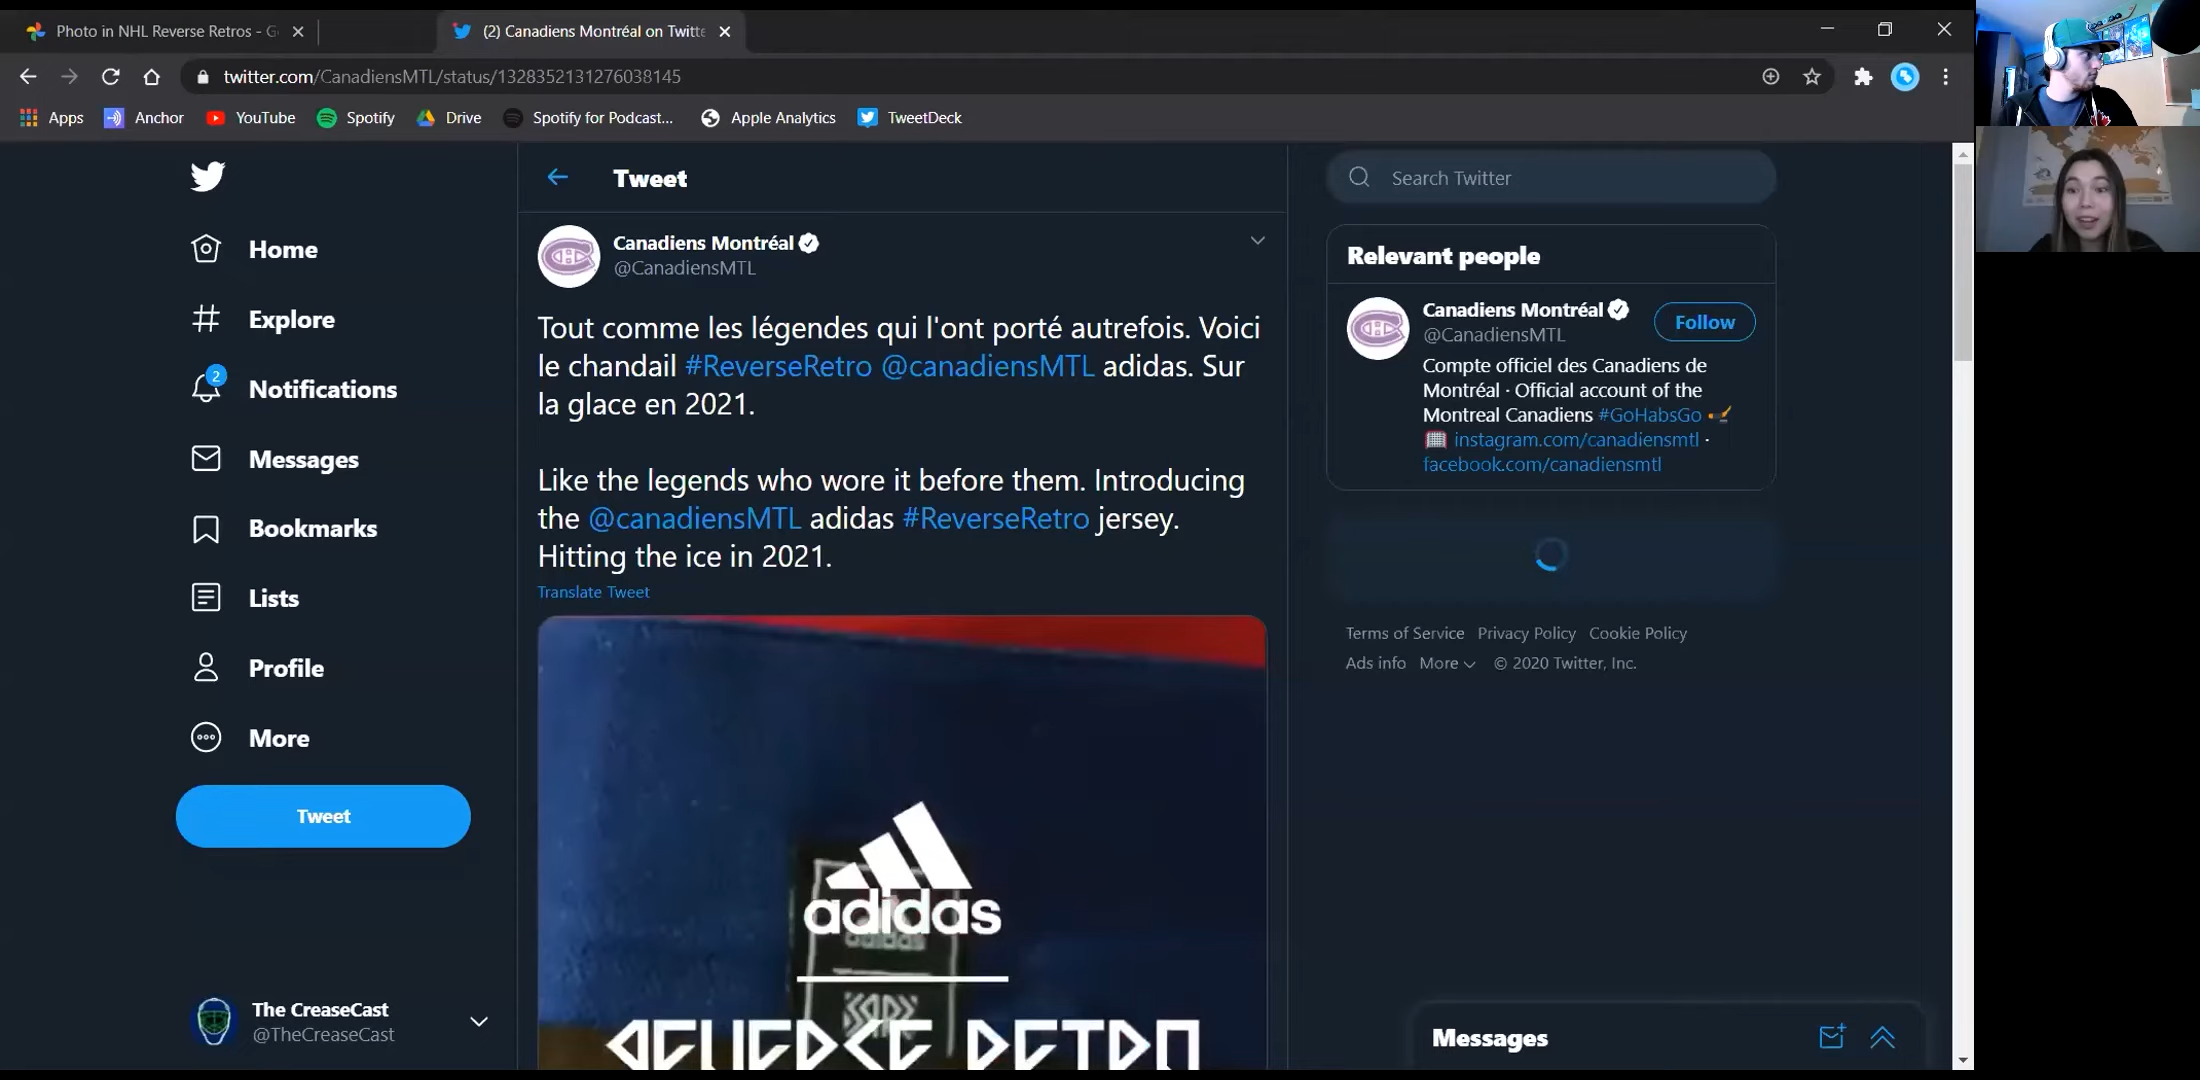 Photo in NHL Reverse Retros - G
(2) Canadiens Montréal on Twitte
twitter.com/CanadiensMTL/status/1328352131276038145
Apps
Anchor
YouTube
Spotify
Drive
Spotify for Podcast...
Apple Analytics
TweetDeck
Home
Explore
2
Notifications
Messages
Bookmarks
Lists
Profile
More
Tweet
The CreaseCast
@TheCreaseCast
Tweet
Canadiens Montréal
@CanadiensMTL
Tout comme les légendes qui l'ont porté autrefois. Voici
le chandail #ReverseRetro @canadiensMTL adidas. Sur
la glace en 2021.
Like the legends who wore it before them. Introducing
the @canadiensMTL adidas #ReverseRetro jersey.
Hitting the ice in 2021.
Translate Tweet
adidas
REVERSE RETRO
Search Twitter
Relevant people
Canadiens Montréal
@CanadiensMTL
Follow
Compte officiel des Canadiens de
Montréal · Official account of the
Montreal Canadiens #GoHabsGo
instagram.com/canadiensmtl ·
facebook.com/canadiensmtl
Terms of Service Privacy Policy Cookie Policy
Ads info More © 2020 Twitter, Inc.
Messages